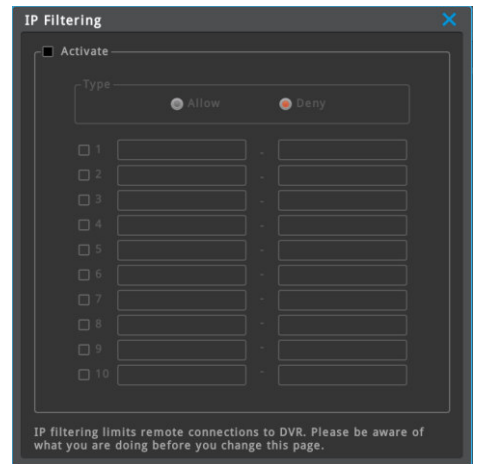 IP Filtering
Activate
Type
Allow Deny
1 -
2 -
3 -
4 -
5 -
6 -
7 -
8 -
9 -
10 -
IP filtering limits remote connections to DVR. Please be aware of
what you are doing before you change this page.